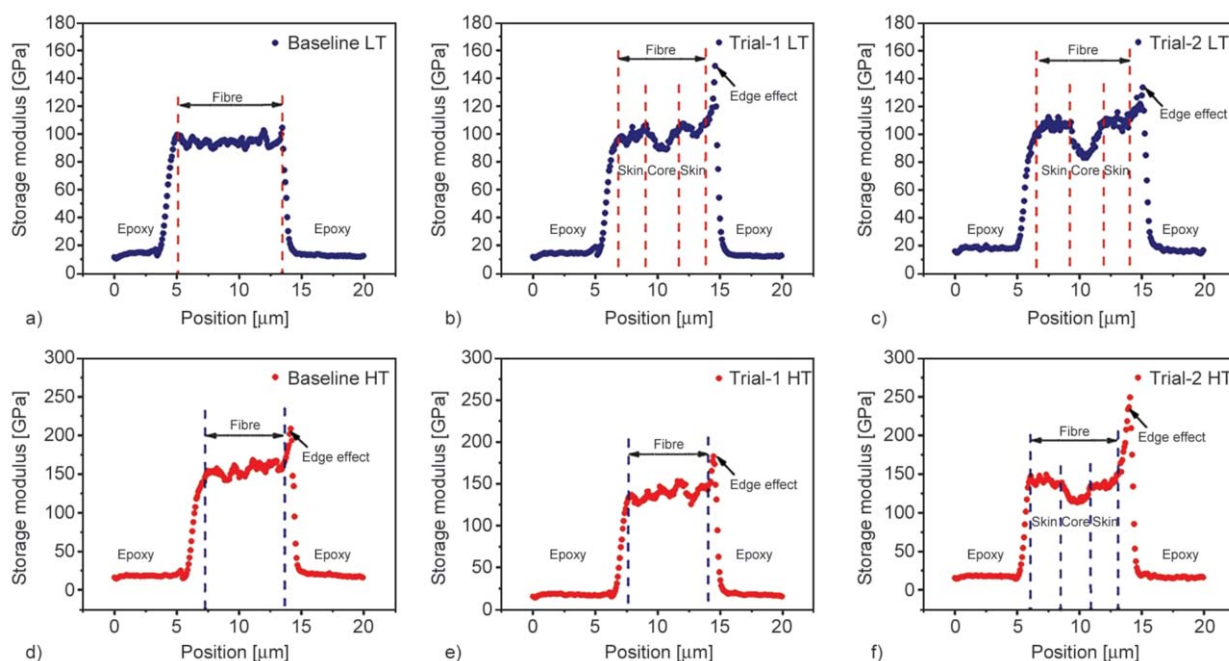 180
160
140
120
100
80
60
40
20
0
Storage modulus [GPa]
Baseline LT
Fibre
Epoxy
Epoxy
0 5 10 15 20
Position [μm]
a)
180
160
140
120
100
80
60
40
20
0
Storage modulus [GPa]
Trial-1 LT
Fibre
Edge effect
Skin Core Skin
Epoxy
Epoxy
0 5 10 15 20
Position [μm]
b)
180
160
140
120
100
80
60
40
20
0
Storage modulus [GPa]
Trial-2 LT
Fibre
Edge effect
Skin Core Skin
Epoxy
Epoxy
0 5 10 15 20
Position [μm]
c)
300
250
200
150
100
50
0
Storage modulus [GPa]
Baseline HT
Fibre
Edge effect
Epoxy
Epoxy
0 5 10 15 20
Position [μm]
d)
300
250
200
150
100
50
0
Storage modulus [GPa]
Trial-1 HT
Fibre
Edge effect
Epoxy
Epoxy
0 5 10 15 20
Position [μm]
e)
300
250
200
150
100
50
0
Storage modulus [GPa]
Trial-2 HT
Fibre
Edge effect
Skin Core Skin
Epoxy
Epoxy
0 5 10 15 20
Position [μm]
f)